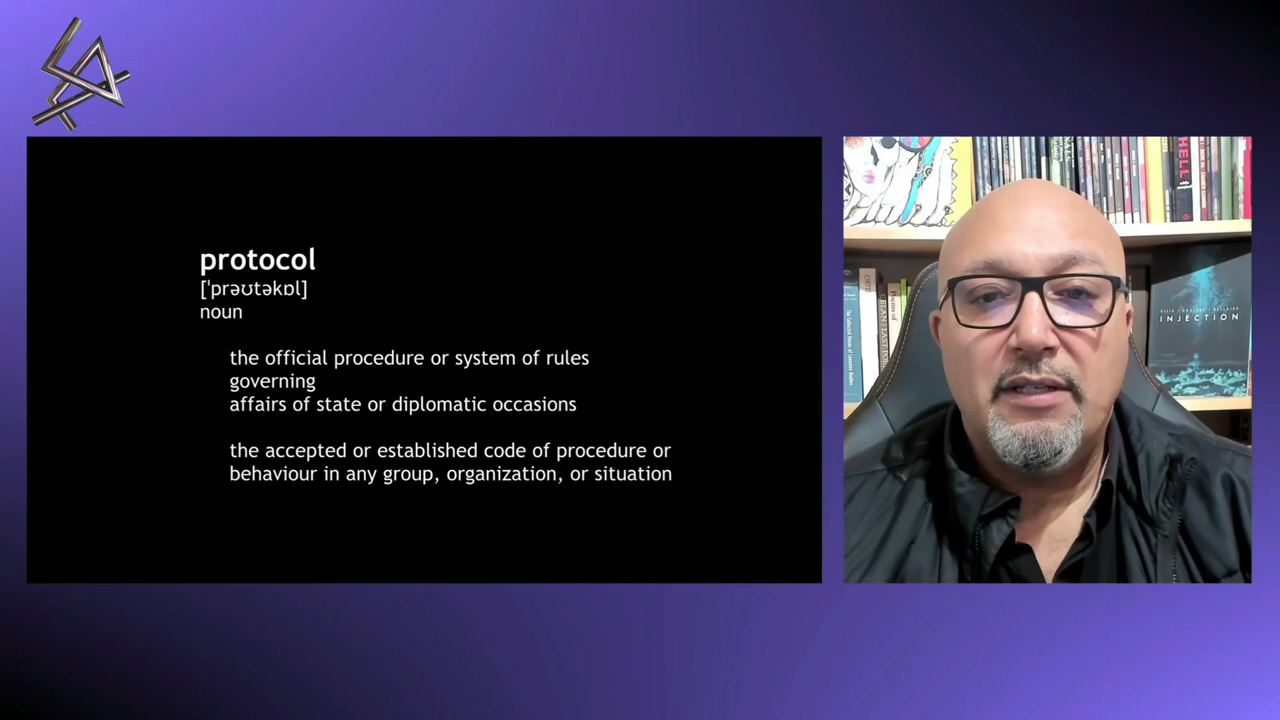 protocol
[ˈprəʊtəkɒl]
noun
the official procedure or system of rules
governing
affairs of state or diplomatic occasions
the accepted or established code of procedure or
behaviour in any group, organization, or situation
HELL
INJECTION